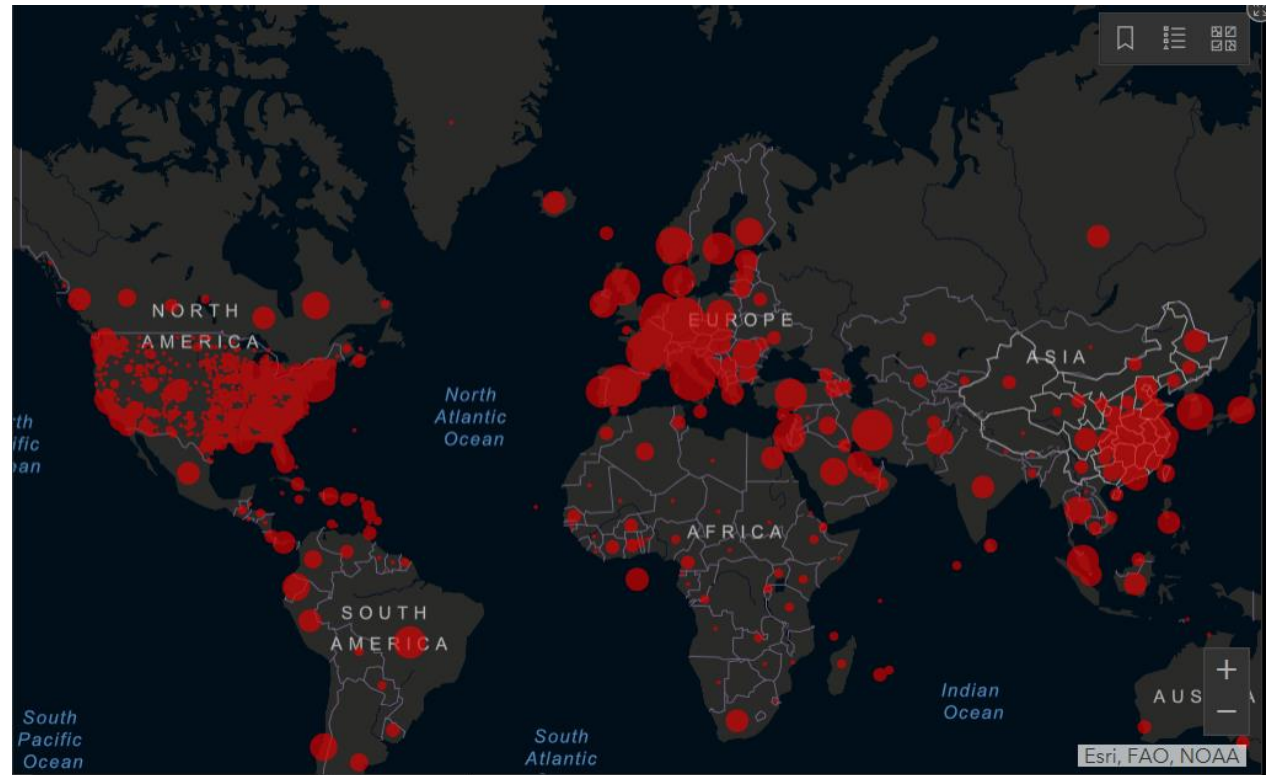 NORTH
AMERICA
EUROPE
ASIA
North
Atlantic
Ocean
AFRICA
SOUTH
AMERICA
Indian
Ocean
AUS
A
South
Pacific
Ocean
South
Atlantic
Esri, FAO, NOAA